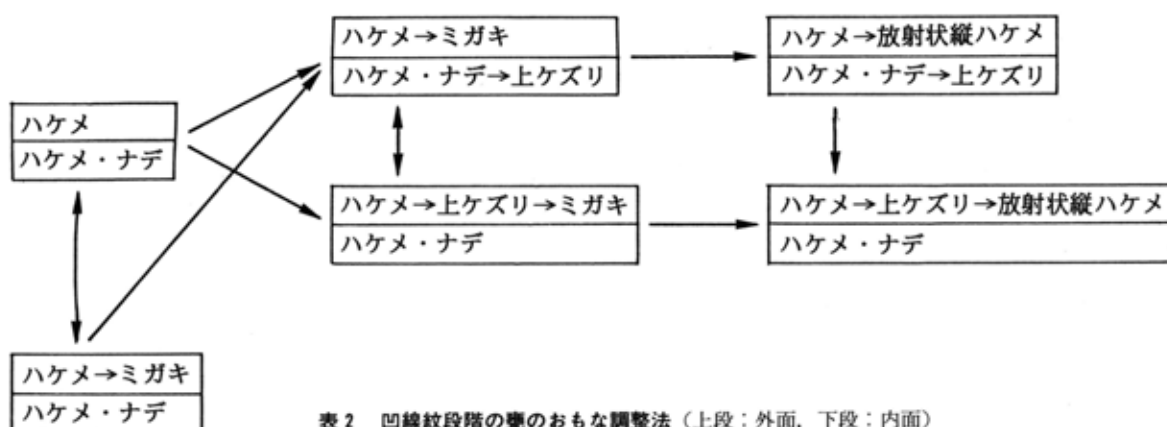 ハケメ→ミガキ
ハケメ・ナデ→上ケズリ
ハケメ→放射状縦ハケメ
ハケメ・ナデ→上ケズリ
ハケメ
ハケメ・ナデ
ハケメ→上ケズリ→ミガキ
ハケメ・ナデ
ハケメ→上ケズリ→放射状縦ハケメ
ハケメ・ナデ
ハケメ→ミガキ
ハケメ・ナデ
表2 凹線紋段階の甕のおもな調整法（上段：外面，下段：内面）